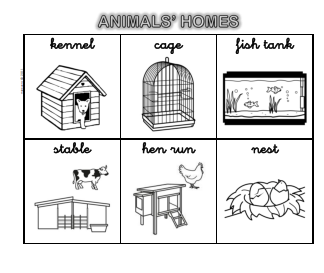 ANIMALS' HOMES
kennel cage fish tank
stable hen run nest